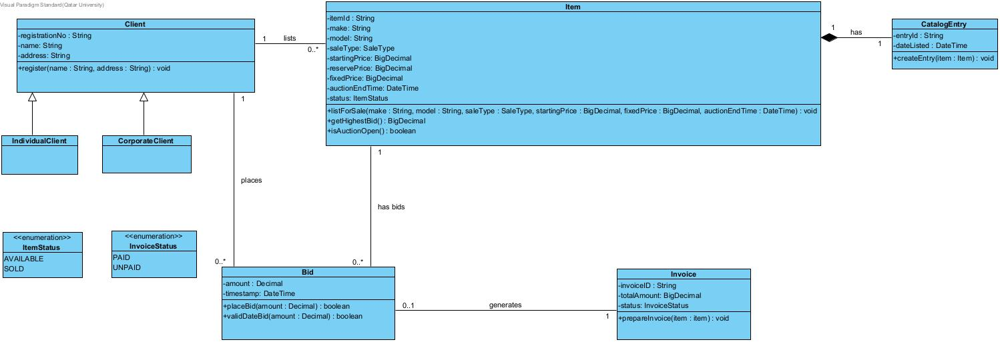 Visual Paradigm Standard(Qatar University)
Client
-registrationNo : String
-name: String
-address: String
+register(name : String, address : String) : void
1
lists
0..*
Item
-itemId : String
-make: String
-model: String
-saleType: SaleType
-startingPrice: BigDecimal
-reservePrice: BigDecimal
-fixedPrice: BigDecimal
-auctionEndTime: DateTime
-status: ItemStatus
+listForSale(make : String, model : String, saleType : SaleType, startingPrice : BigDecimal, fixedPrice : BigDecimal, auctionEndTime : DateTime) : void
+getHighestBid() : BigDecimal
+isAuctionOpen() : boolean
1
has
1
CatalogEntry
-entryId : String
-dateListed : DateTime
+createEntry(item : Item) : void
IndividualClient
CorporateClient
1
places
0..*
1
has bids
0..*
<<enumeration>>
ItemStatus
AVAILABLE
SOLD
<<enumeration>>
InvoiceStatus
PAID
UNPAID
Bid
-amount : Decimal
-timestamp: DateTime
+placeBid(amount : Decimal) : boolean
+validDateBid(amount : Decimal) : boolean
0..1
generates
1
Invoice
-invoiceID : String
-totalAmount: BigDecimal
-status: InvoiceStatus
+prepareInvoice(item : item) : void